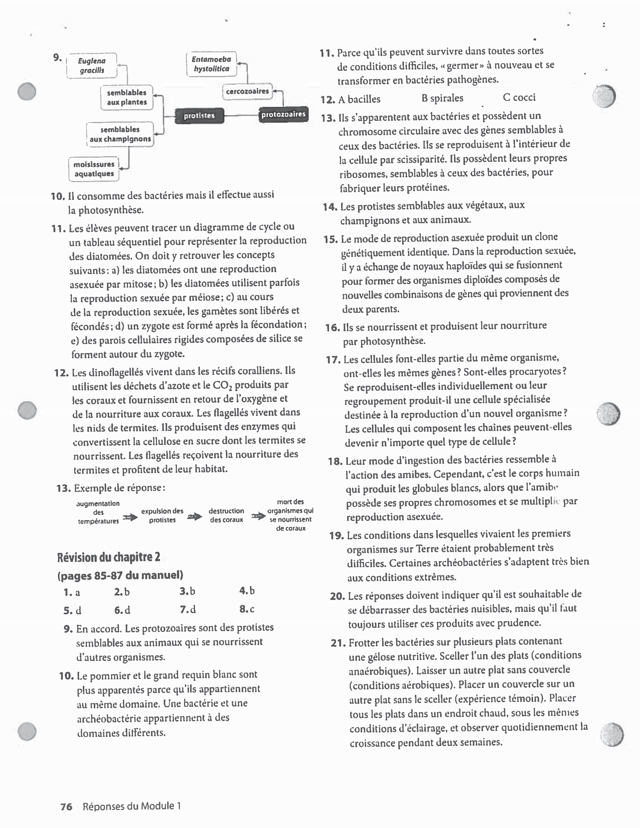 9.
Euglena
gracilis
Entamoeba
hystolitica
semblables
aux plantes
cercozoaires
protistes
protozoaires
semblables
aux champignons
moisissures
aquatiques
10. Il consomme des bactéries mais il effectue aussi
la photosynthèse.
11. Les élèves peuvent tracer un diagramme de cycle ou
un tableau séquentiel pour représenter la reproduction
des diatomées. On doit y retrouver les concepts
suivants : a) les diatomées ont une reproduction
asexuée par mitose ; b) les diatomées utilisent parfois
la reproduction sexuée par méiose ; c) au cours
de la reproduction sexuée, les gamètes sont libérés et
fécondés ; d) un zygote est formé après la fécondation ;
e) des parois cellulaires rigides composées de silice se
forment autour du zygote.
12. Les dinoflagellés vivent dans les récifs coralliens. Ils
utilisent les déchets d'azote et le CO₂ produits par
les coraux et fournissent en retour de l'oxygène et
de la nourriture aux coraux. Les flagellés vivent dans
les nids de termites. Ils produisent des enzymes qui
convertissent la cellulose en sucre dont les termites se
nourrissent. Les flagellés reçoivent la nourriture des
termites et profitent de leur habitat.
13. Exemple de réponse :
augmentation
des
températures
expulsion des
protistes
destruction
des coraux
mort des
organismes qui
se nourrissent
de coraux
Révision du chapitre 2
(pages 85-87 du manuel)
1. a 2. b 3. b 4. b
5. d 6. d 7. d 8. c
9. En accord. Les protozoaires sont des protistes
semblables aux animaux qui se nourrissent
d'autres organismes.
10. Le pommier et le grand requin blanc sont
plus apparentés parce qu'ils appartiennent
au même domaine. Une bactérie et une
archéobactérie appartiennent à des
domaines différents.
11. Parce qu'ils peuvent survivre dans toutes sortes
de conditions difficiles, « germer » à nouveau et se
transformer en bactéries pathogènes.
12. A bacilles B spirales C cocci
13. Ils s'apparentent aux bactéries et possèdent un
chromosome circulaire avec des gènes semblables à
ceux des bactéries. Ils se reproduisent à l'intérieur de
la cellule par scissiparité. Ils possèdent leurs propres
ribosomes, semblables à ceux des bactéries, pour
fabriquer leurs protéines.
14. Les protistes semblables aux végétaux, aux
champignons et aux animaux.
15. Le mode de reproduction asexuée produit un clone
génétiquement identique. Dans la reproduction sexuée,
il y a échange de noyaux haploïdes qui se fusionnent
pour former des organismes diploïdes composés de
nouvelles combinaisons de gènes qui proviennent des
deux parents.
16. Ils se nourrissent et produisent leur nourriture
par photosynthèse.
17. Les cellules font-elles partie du même organisme,
ont-elles les mêmes gènes ? Sont-elles procaryotes ?
Se reproduisent-elles individuellement ou leur
regroupement produit-il une cellule spécialisée
destinée à la reproduction d'un nouvel organisme ?
Les cellules qui composent les chaînes peuvent-elles
devenir n'importe quel type de cellule ?
18. Leur mode d'ingestion des bactéries ressemble à
l'action des amibes. Cependant, c'est le corps humain
qui produit les globules blancs, alors que l'amibe
possède ses propres chromosomes et se multiplie par
reproduction asexuée.
19. Les conditions dans lesquelles vivaient les premiers
organismes sur Terre étaient probablement très
difficiles. Certaines archéobactéries s'adaptent très bien
aux conditions extrêmes.
20. Les réponses doivent indiquer qu'il est souhaitable de
se débarrasser des bactéries nuisibles, mais qu'il faut
toujours utiliser ces produits avec prudence.
21. Frotter les bactéries sur plusieurs plats contenant
une gélose nutritive. Sceller l'un des plats (conditions
anaérobiques). Laisser un autre plat sans couvercle
(conditions aérobiques). Placer un couvercle sur un
autre plat sans le sceller (expérience témoin). Placer
tous les plats dans un endroit chaud, sous les mêmes
conditions d'éclairage, et observer quotidiennement la
croissance pendant deux semaines.
76 Réponses du Module 1